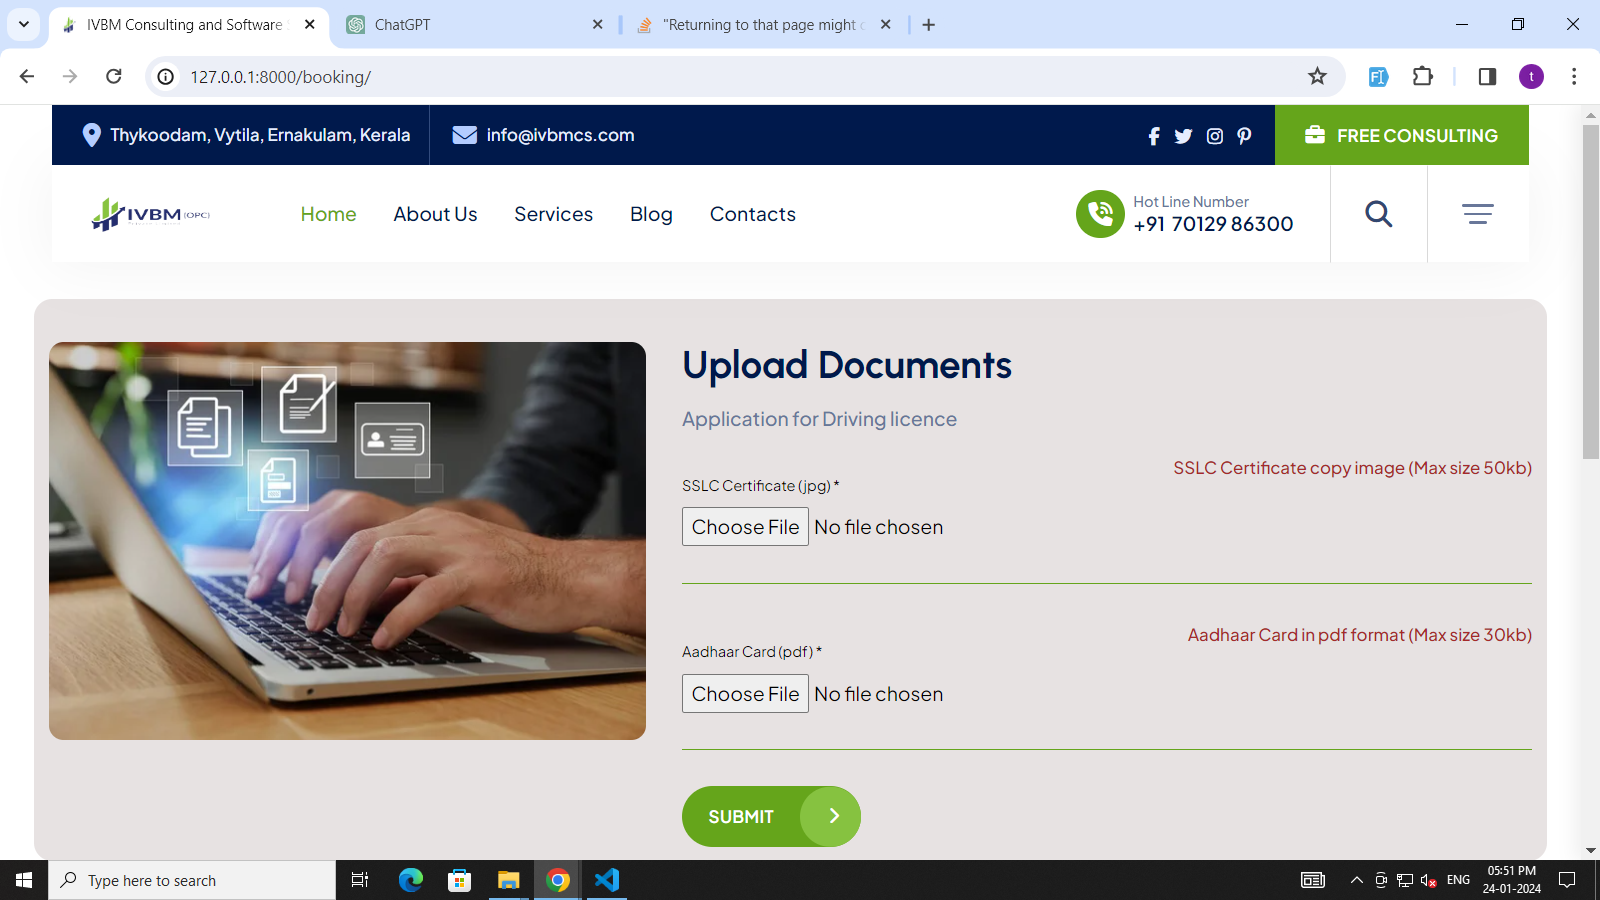 IVBM Consulting and Software
ChatGPT
"Returning to that page might
127.0.0.1:8000/booking/
t
Thykoodam, Vytila, Ernakulam, Kerala
info@ivbmcs.com
FREE CONSULTING
IVBM (OPC)
Home
About Us
Services
Blog
Contacts
Hot Line Number
+91 70129 86300
Upload Documents
Application for Driving licence
SSLC Certificate copy image (Max size 50kb)
SSLC Certificate (jpg) *
Choose File No file chosen
Aadhaar Card in pdf format (Max size 30kb)
Aadhaar Card (pdf) *
Choose File No file chosen
SUBMIT
Type here to search
ENG
05:51 PM
24-01-2024